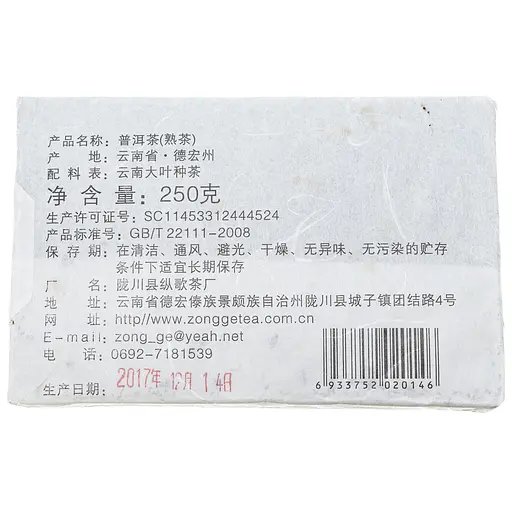 产品名称：普洱茶(熟茶)
产 地：云南省·德宏州
配 料 表：云南大叶种茶
净 含 量：250克
生产许可证号：SC11453312444524
产品标准号：GB/T 22111-2008
保 存 期：在清洁、通风、避光、干燥、无异味、无污染的贮存
条件下适宜长期保存
厂 名：陇川县纵歌茶厂
地 址：云南省德宏傣族景颇族自治州陇川县城子镇团结路4号
网 址：http//www.zonggetea.com.cn
E-mail：zong_ge@yeah.net
电 话：0692-7181539
生产日期：2017年 12月 14日
6 933752 020146